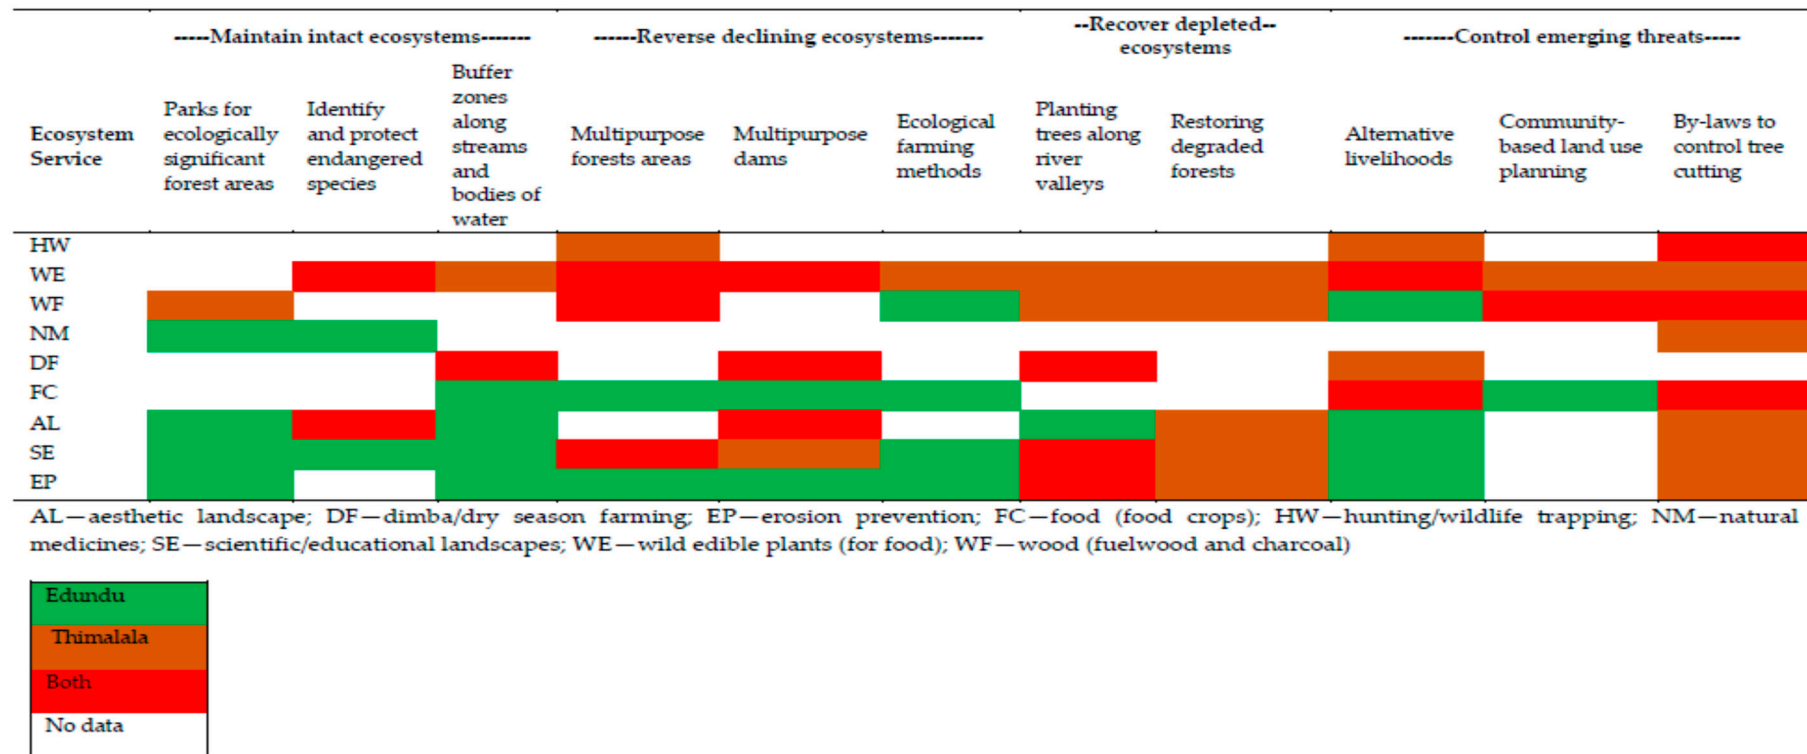 -----Maintain intact ecosystems-------
------Reverse declining ecosystems-------
--Recover depleted--
ecosystems
-------Control emerging threats-----
Ecosystem
Service
Parks for
ecologically
significant
forest areas
Identify
and protect
endangered
species
Buffer
zones
along
streams
and
bodies of
water
Multipurpose
forests areas
Multipurpose
dams
Ecological
farming
methods
Planting
trees along
river
valleys
Restoring
degraded
forests
Alternative
livelihoods
Community-
based land use
planning
By-laws to
control tree
cutting
HW
WE
WF
NM
DF
FC
AL
SE
EP
AL—aesthetic landscape; DF—dimba/dry season farming; EP—erosion prevention; FC—food (food crops); HW—hunting/wildlife trapping; NM—natural
medicines; SE—scientific/educational landscapes; WE—wild edible plants (for food); WF—wood (fuelwood and charcoal)
Edundu
Thimalala
Both
No data